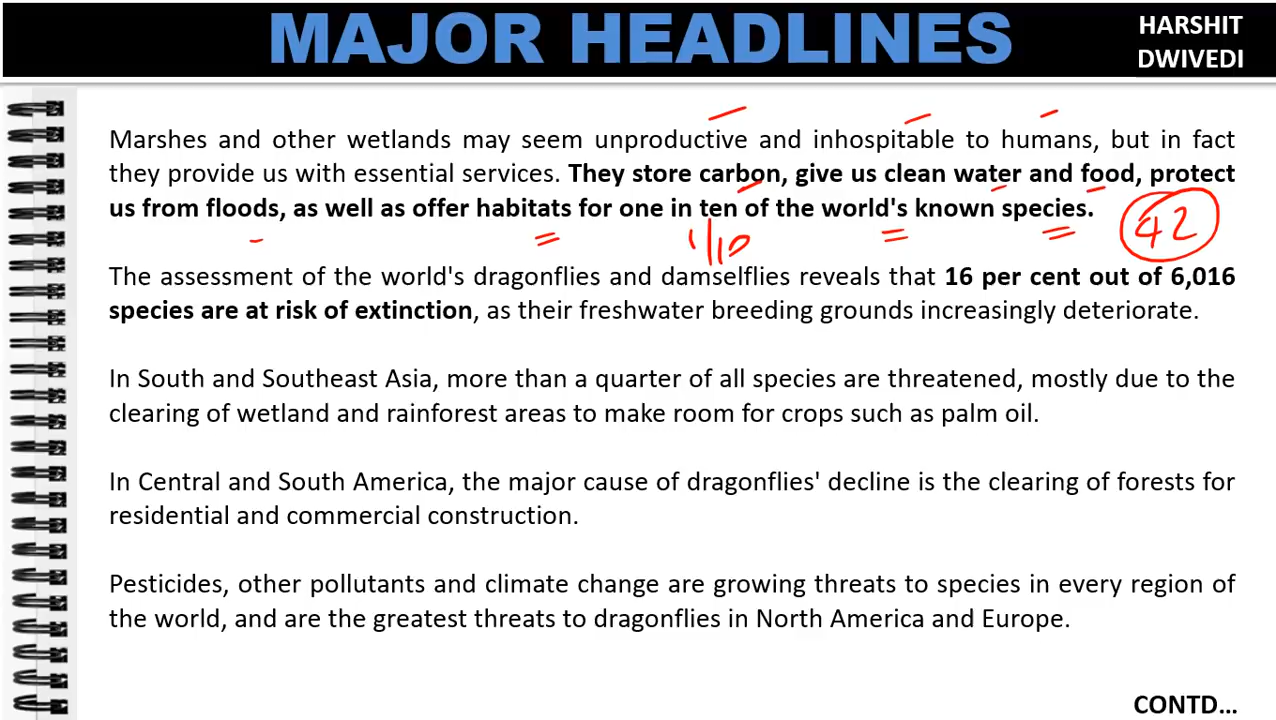 MAJOR HEADLINES
HARSHIT
DWIVEDI
Marshes and other wetlands may seem unproductive and inhospitable to humans, but in fact
they provide us with essential services. They store carbon, give us clean water and food, protect
us from floods, as well as offer habitats for one in ten of the world's known species.
1/10
42
The assessment of the world's dragonflies and damselflies reveals that 16 per cent out of 6,016
species are at risk of extinction, as their freshwater breeding grounds increasingly deteriorate.
In South and Southeast Asia, more than a quarter of all species are threatened, mostly due to the
clearing of wetland and rainforest areas to make room for crops such as palm oil.
In Central and South America, the major cause of dragonflies' decline is the clearing of forests for
residential and commercial construction.
Pesticides, other pollutants and climate change are growing threats to species in every region of
the world, and are the greatest threats to dragonflies in North America and Europe.
CONTD...